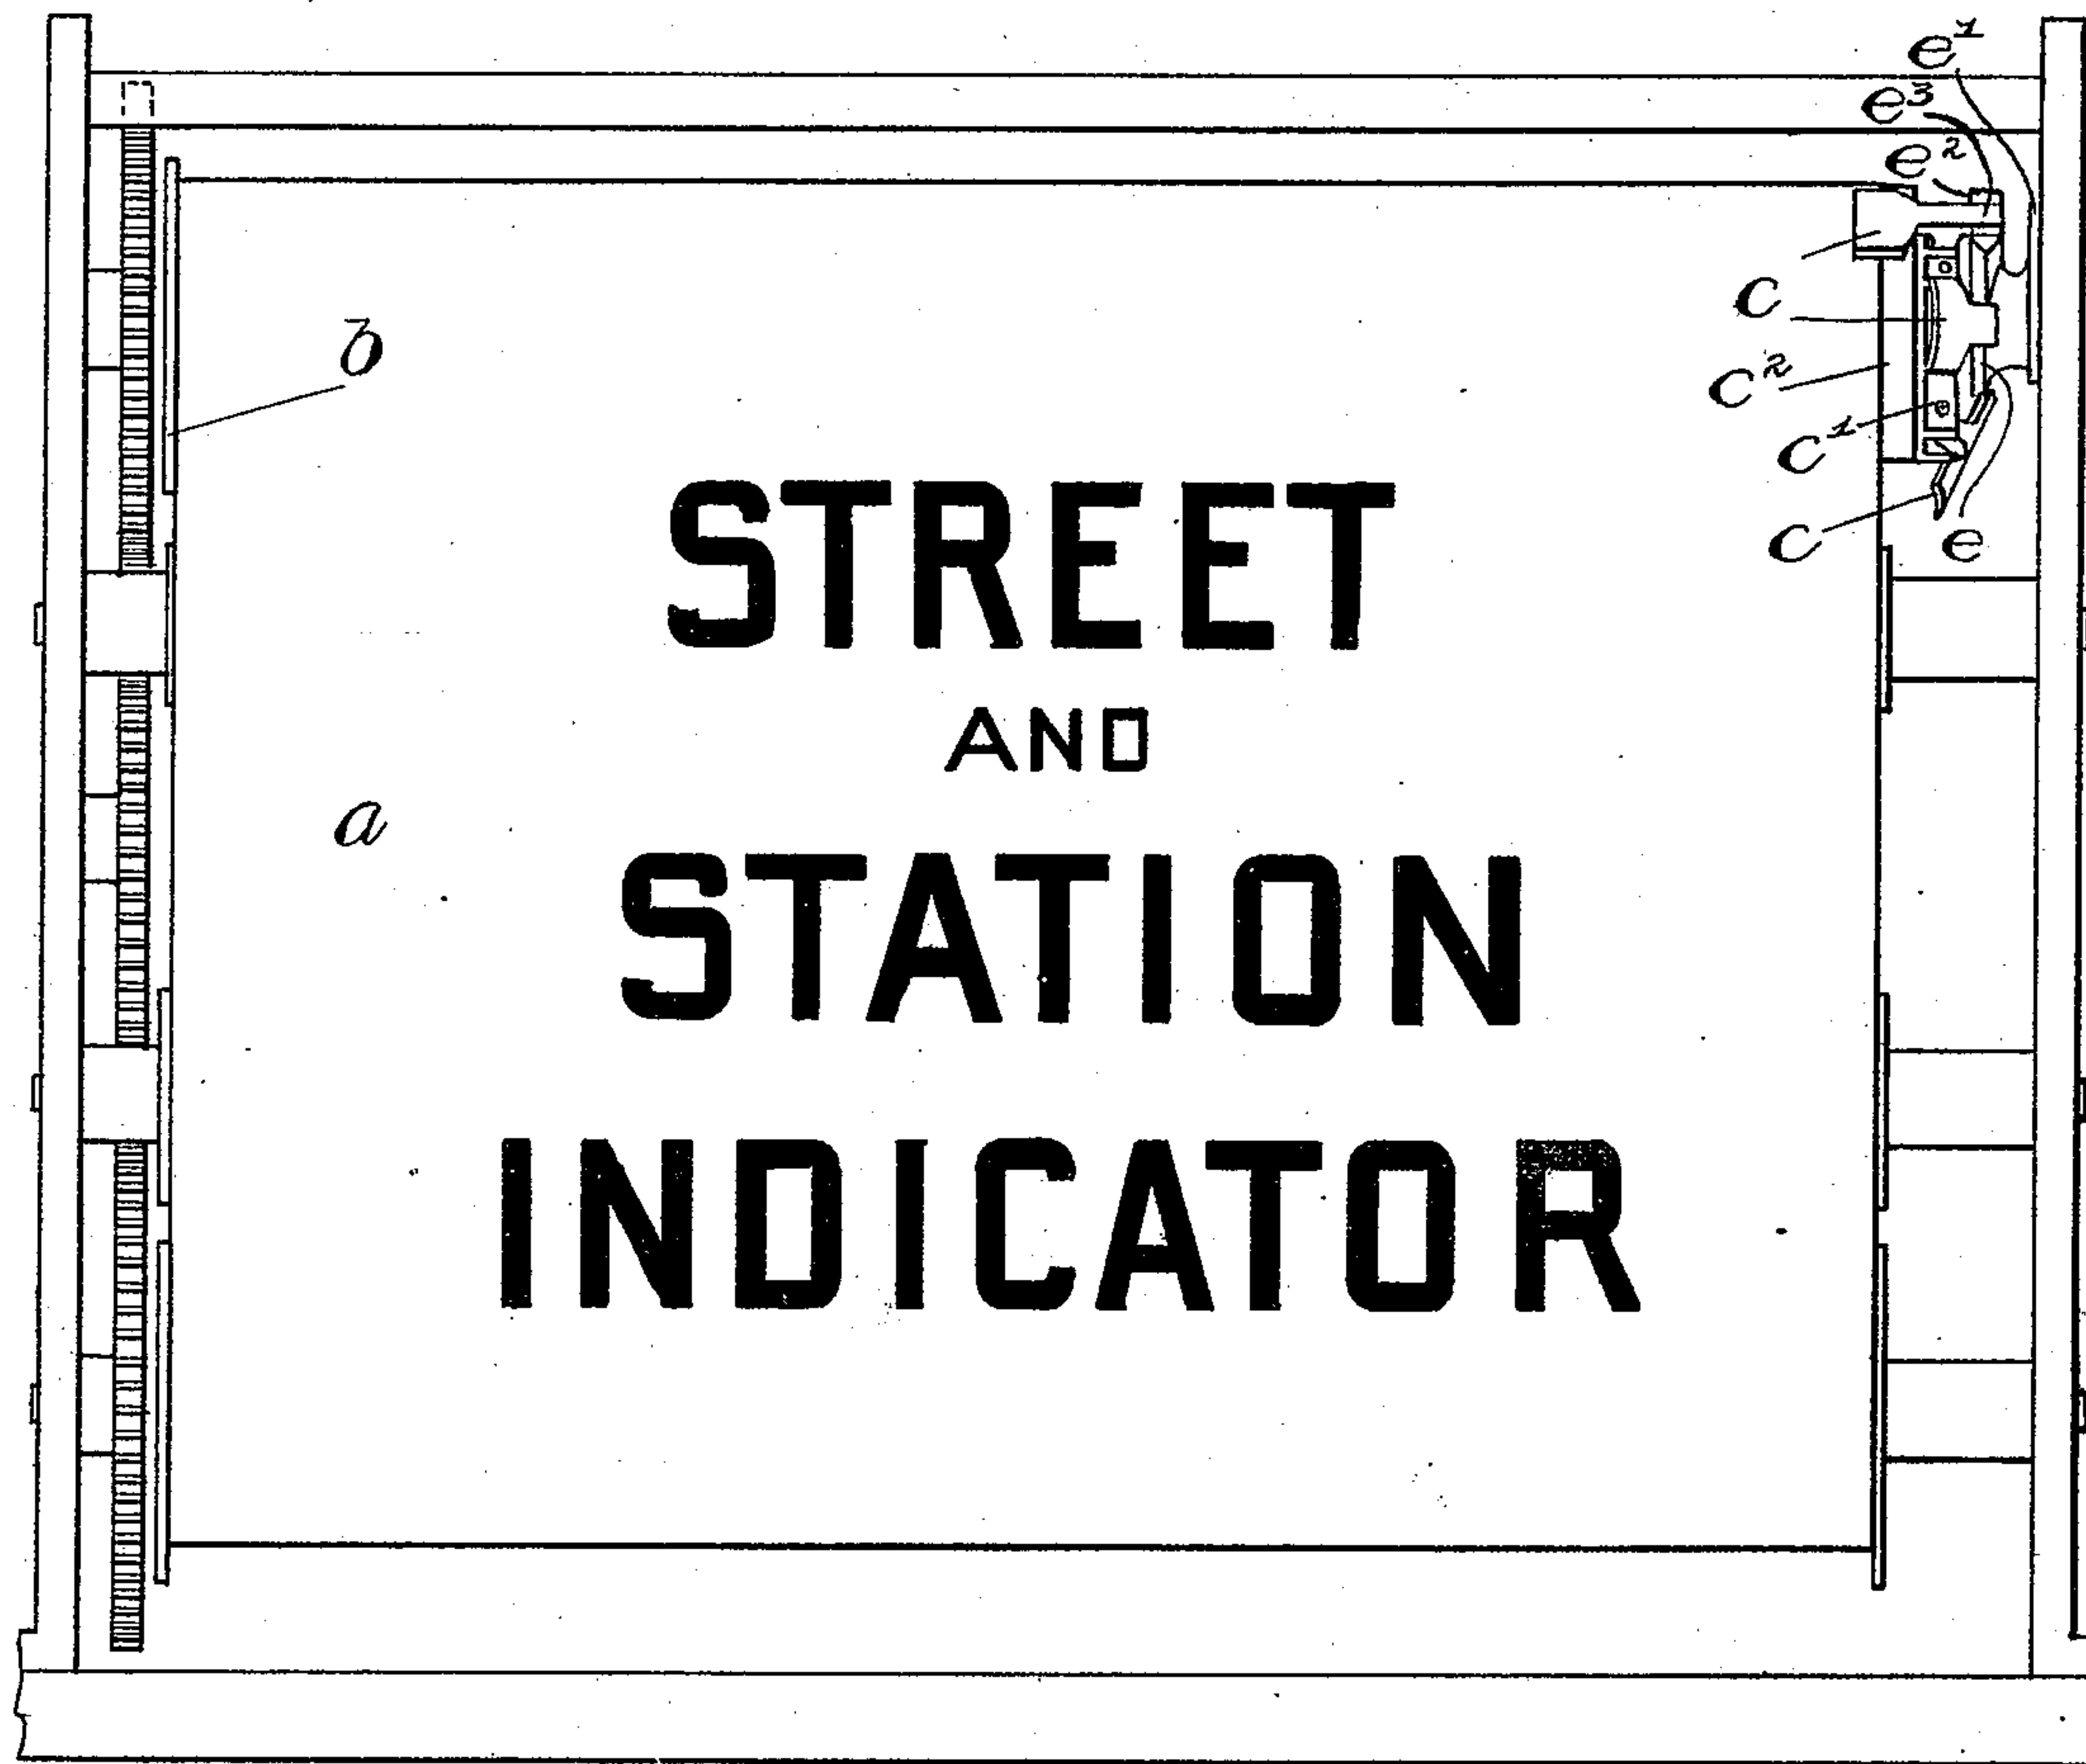 e¹
e³
e²
c
b
c²
c¹
c
e
STREET
AND
a
STATION
INDICATOR